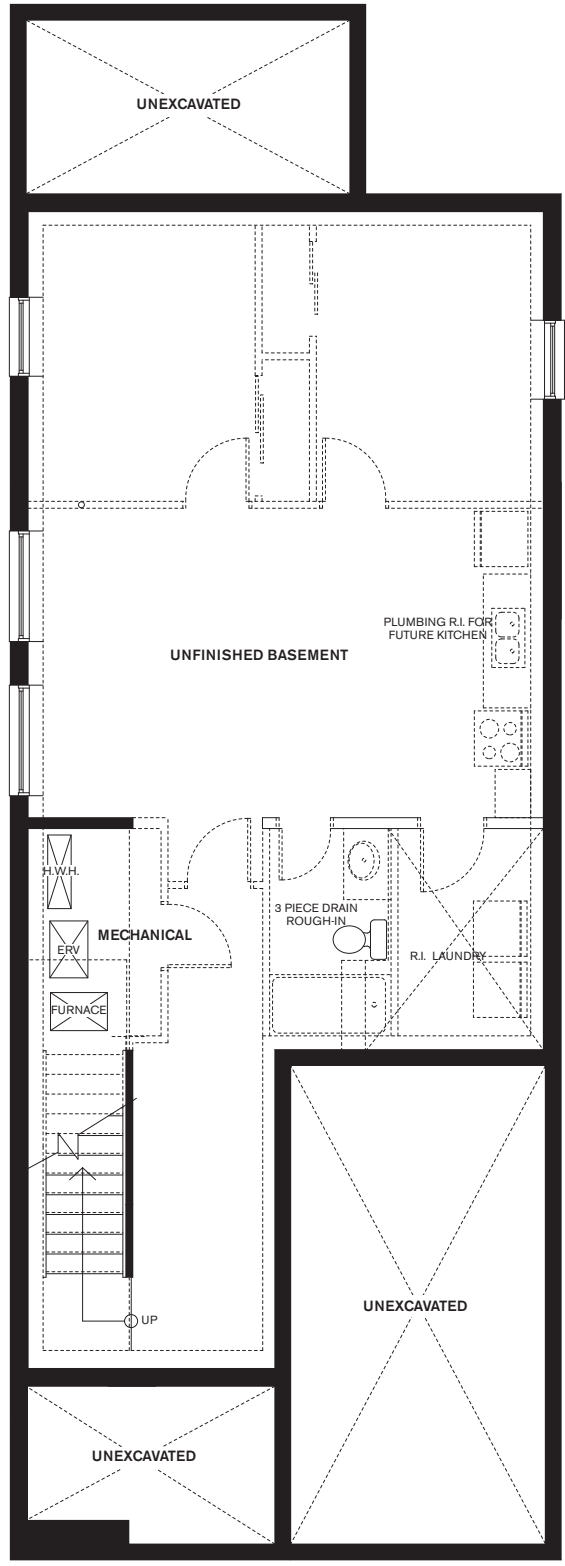 UNEXCAVATED
PLUMBING R.I. FOR
FUTURE KITCHEN
UNFINISHED BASEMENT
H.W.H.
3 PIECE DRAIN
ROUGH-IN
MECHANICAL
ERV
R.I. LAUNDRY
FURNACE
UNEXCAVATED
UP
UNEXCAVATED